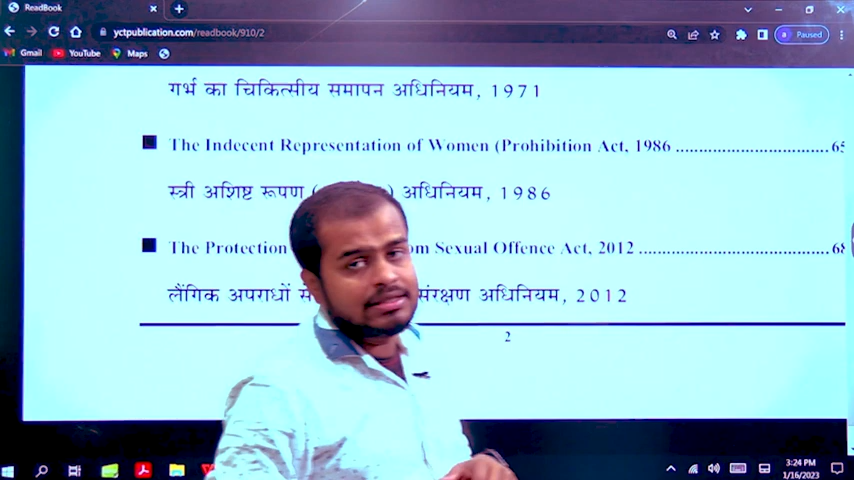 ReadBook
yctpublication.com/readbook/910/2
a Paused
Gmail YouTube Maps
गर्भ का चिकित्सीय समापन अधिनियम, 1971
The Indecent Representation of Women (Prohibition Act, 1986 ................................ 65
स्त्री अशिष्ट रूपण ( अधिनियम, 1986
The Protection om Sexual Offence Act, 2012 ........................................ 68
लैंगिक अपराधों से संरक्षण अधिनियम, 2012
2
3:24 PM
1/16/2023